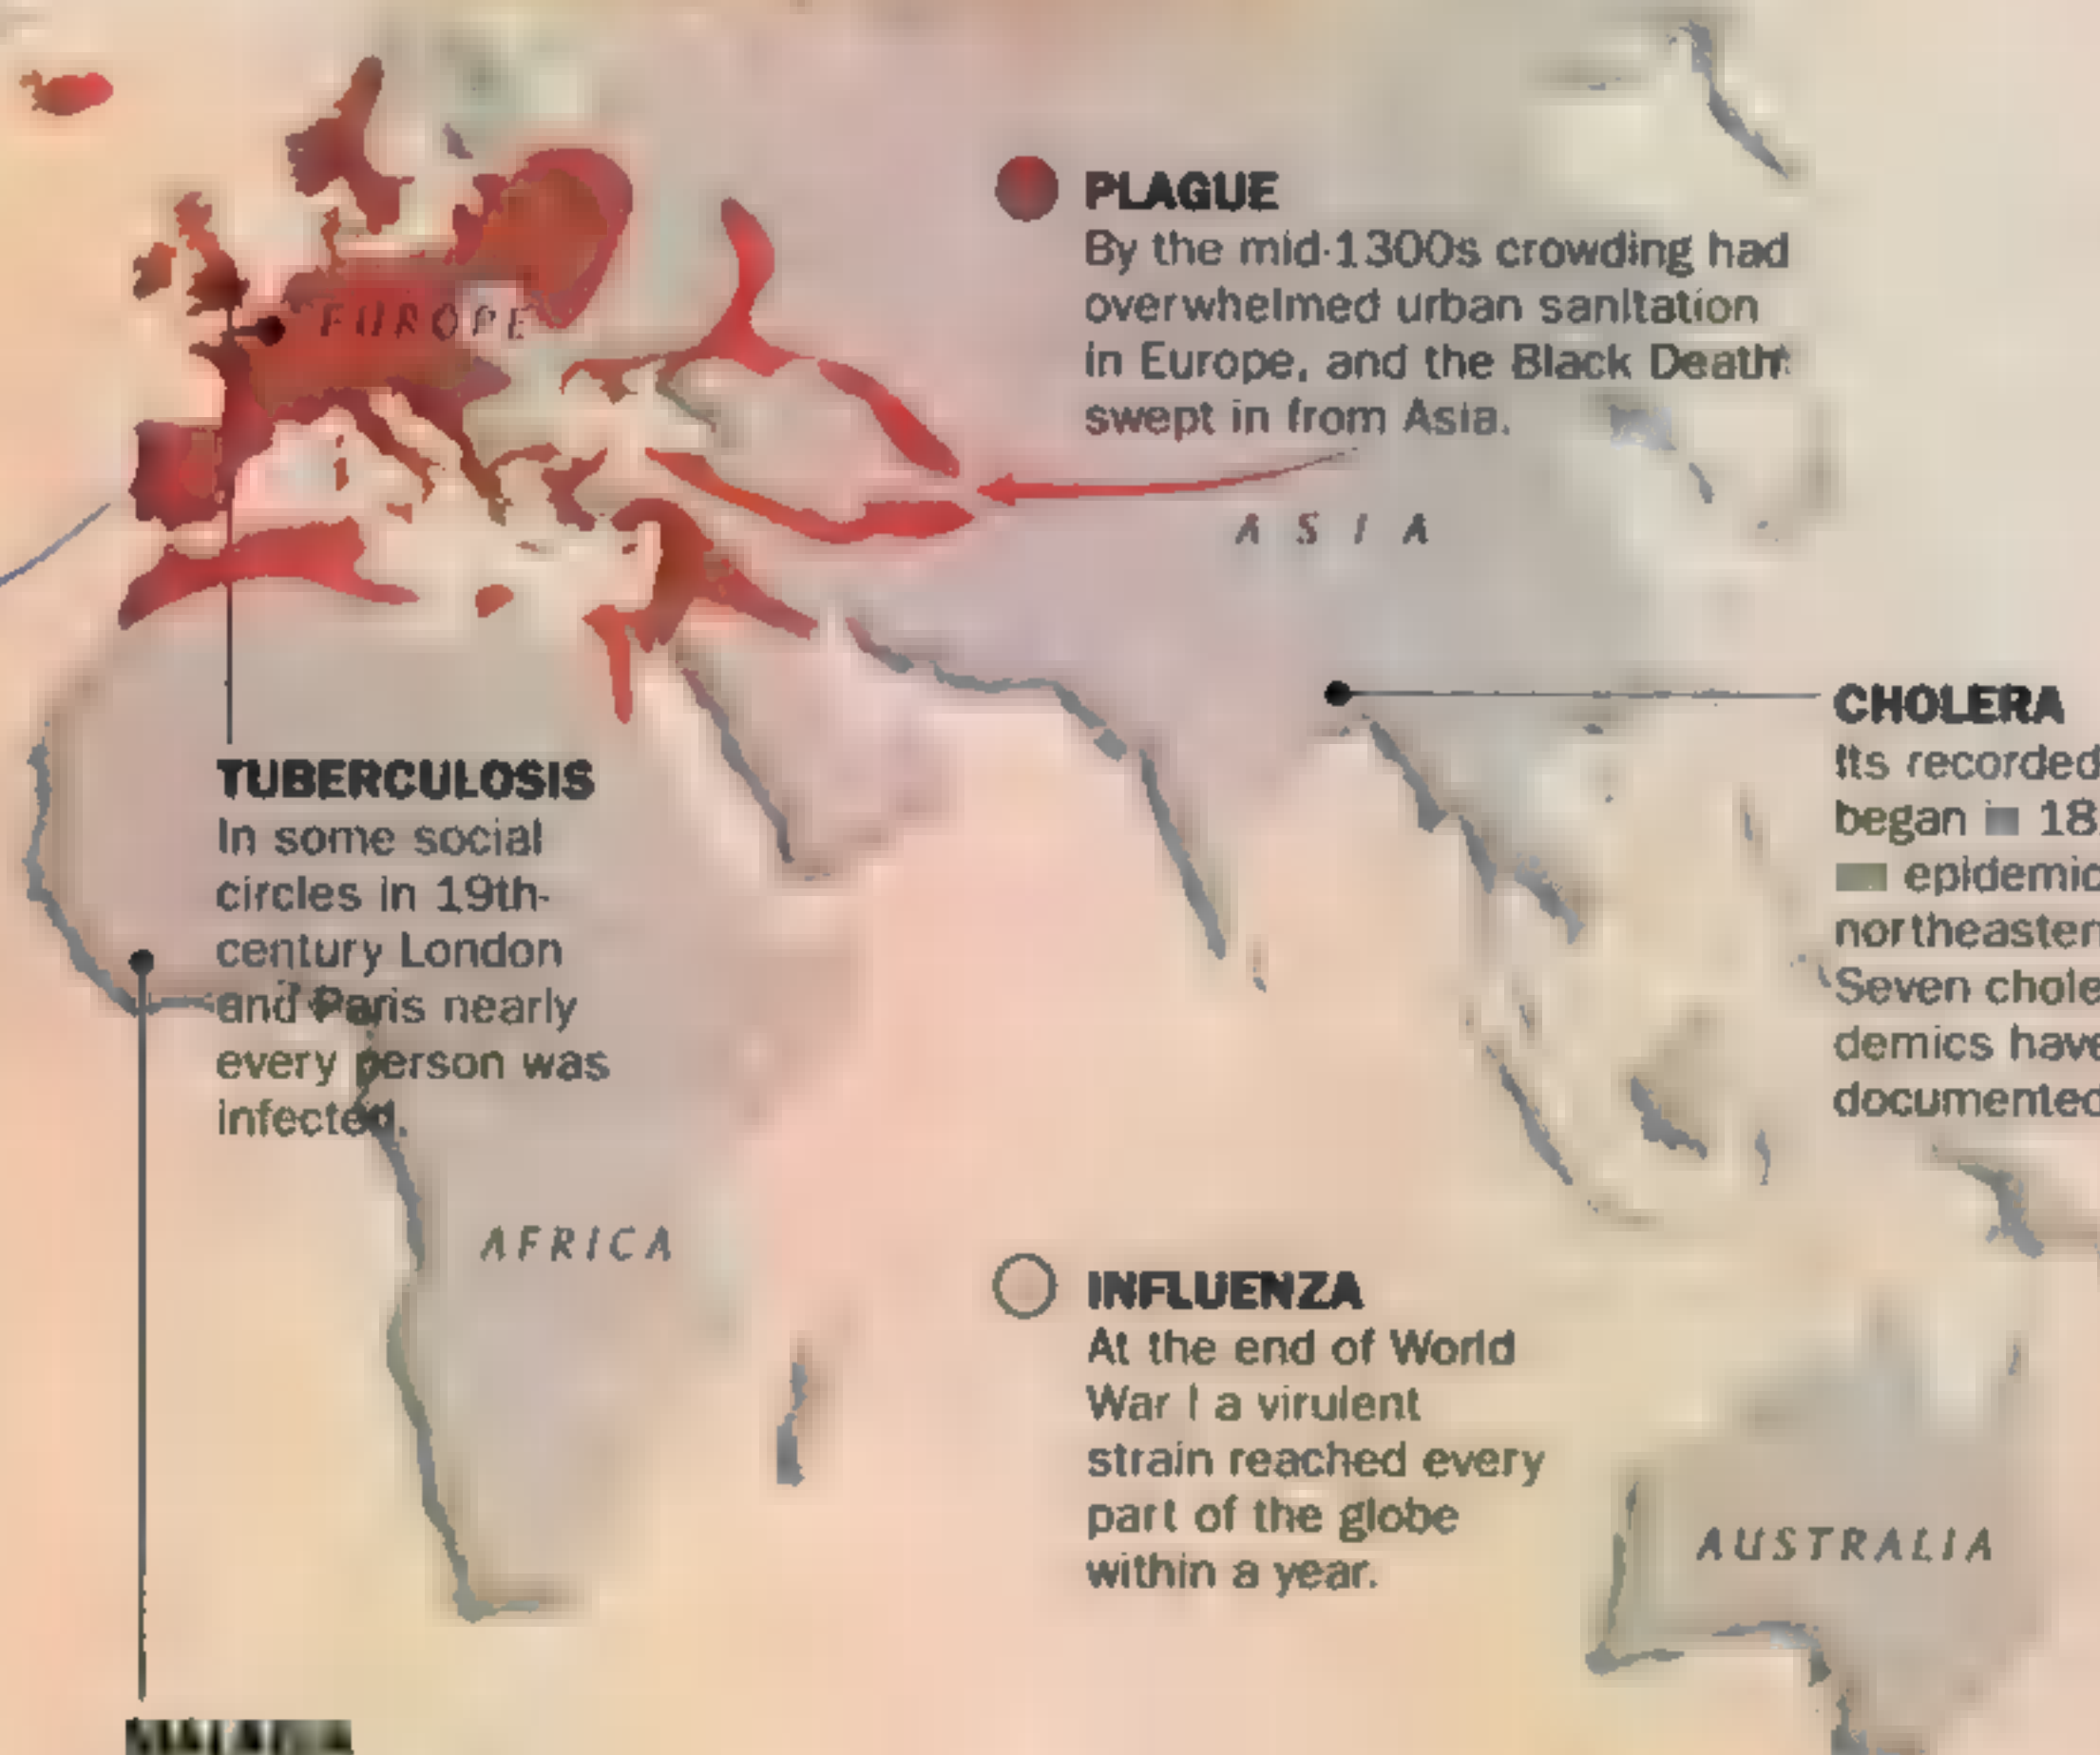 PLAGUE
By the mid-1300s crowding had
overwhelmed urban sanitation
in Europe, and the Black Death
swept in from Asia.
EUROPE
ASIA
CHOLERA
Its recorded
began 18
epidemic
northeastern
Seven chole
demics have
documented
TUBERCULOSIS
In some social
circles in 19th-
century London
and Paris nearly
every person was
infected.
AFRICA
INFLUENZA
At the end of World
War I a virulent
strain reached every
part of the globe
within a year.
AUSTRALIA